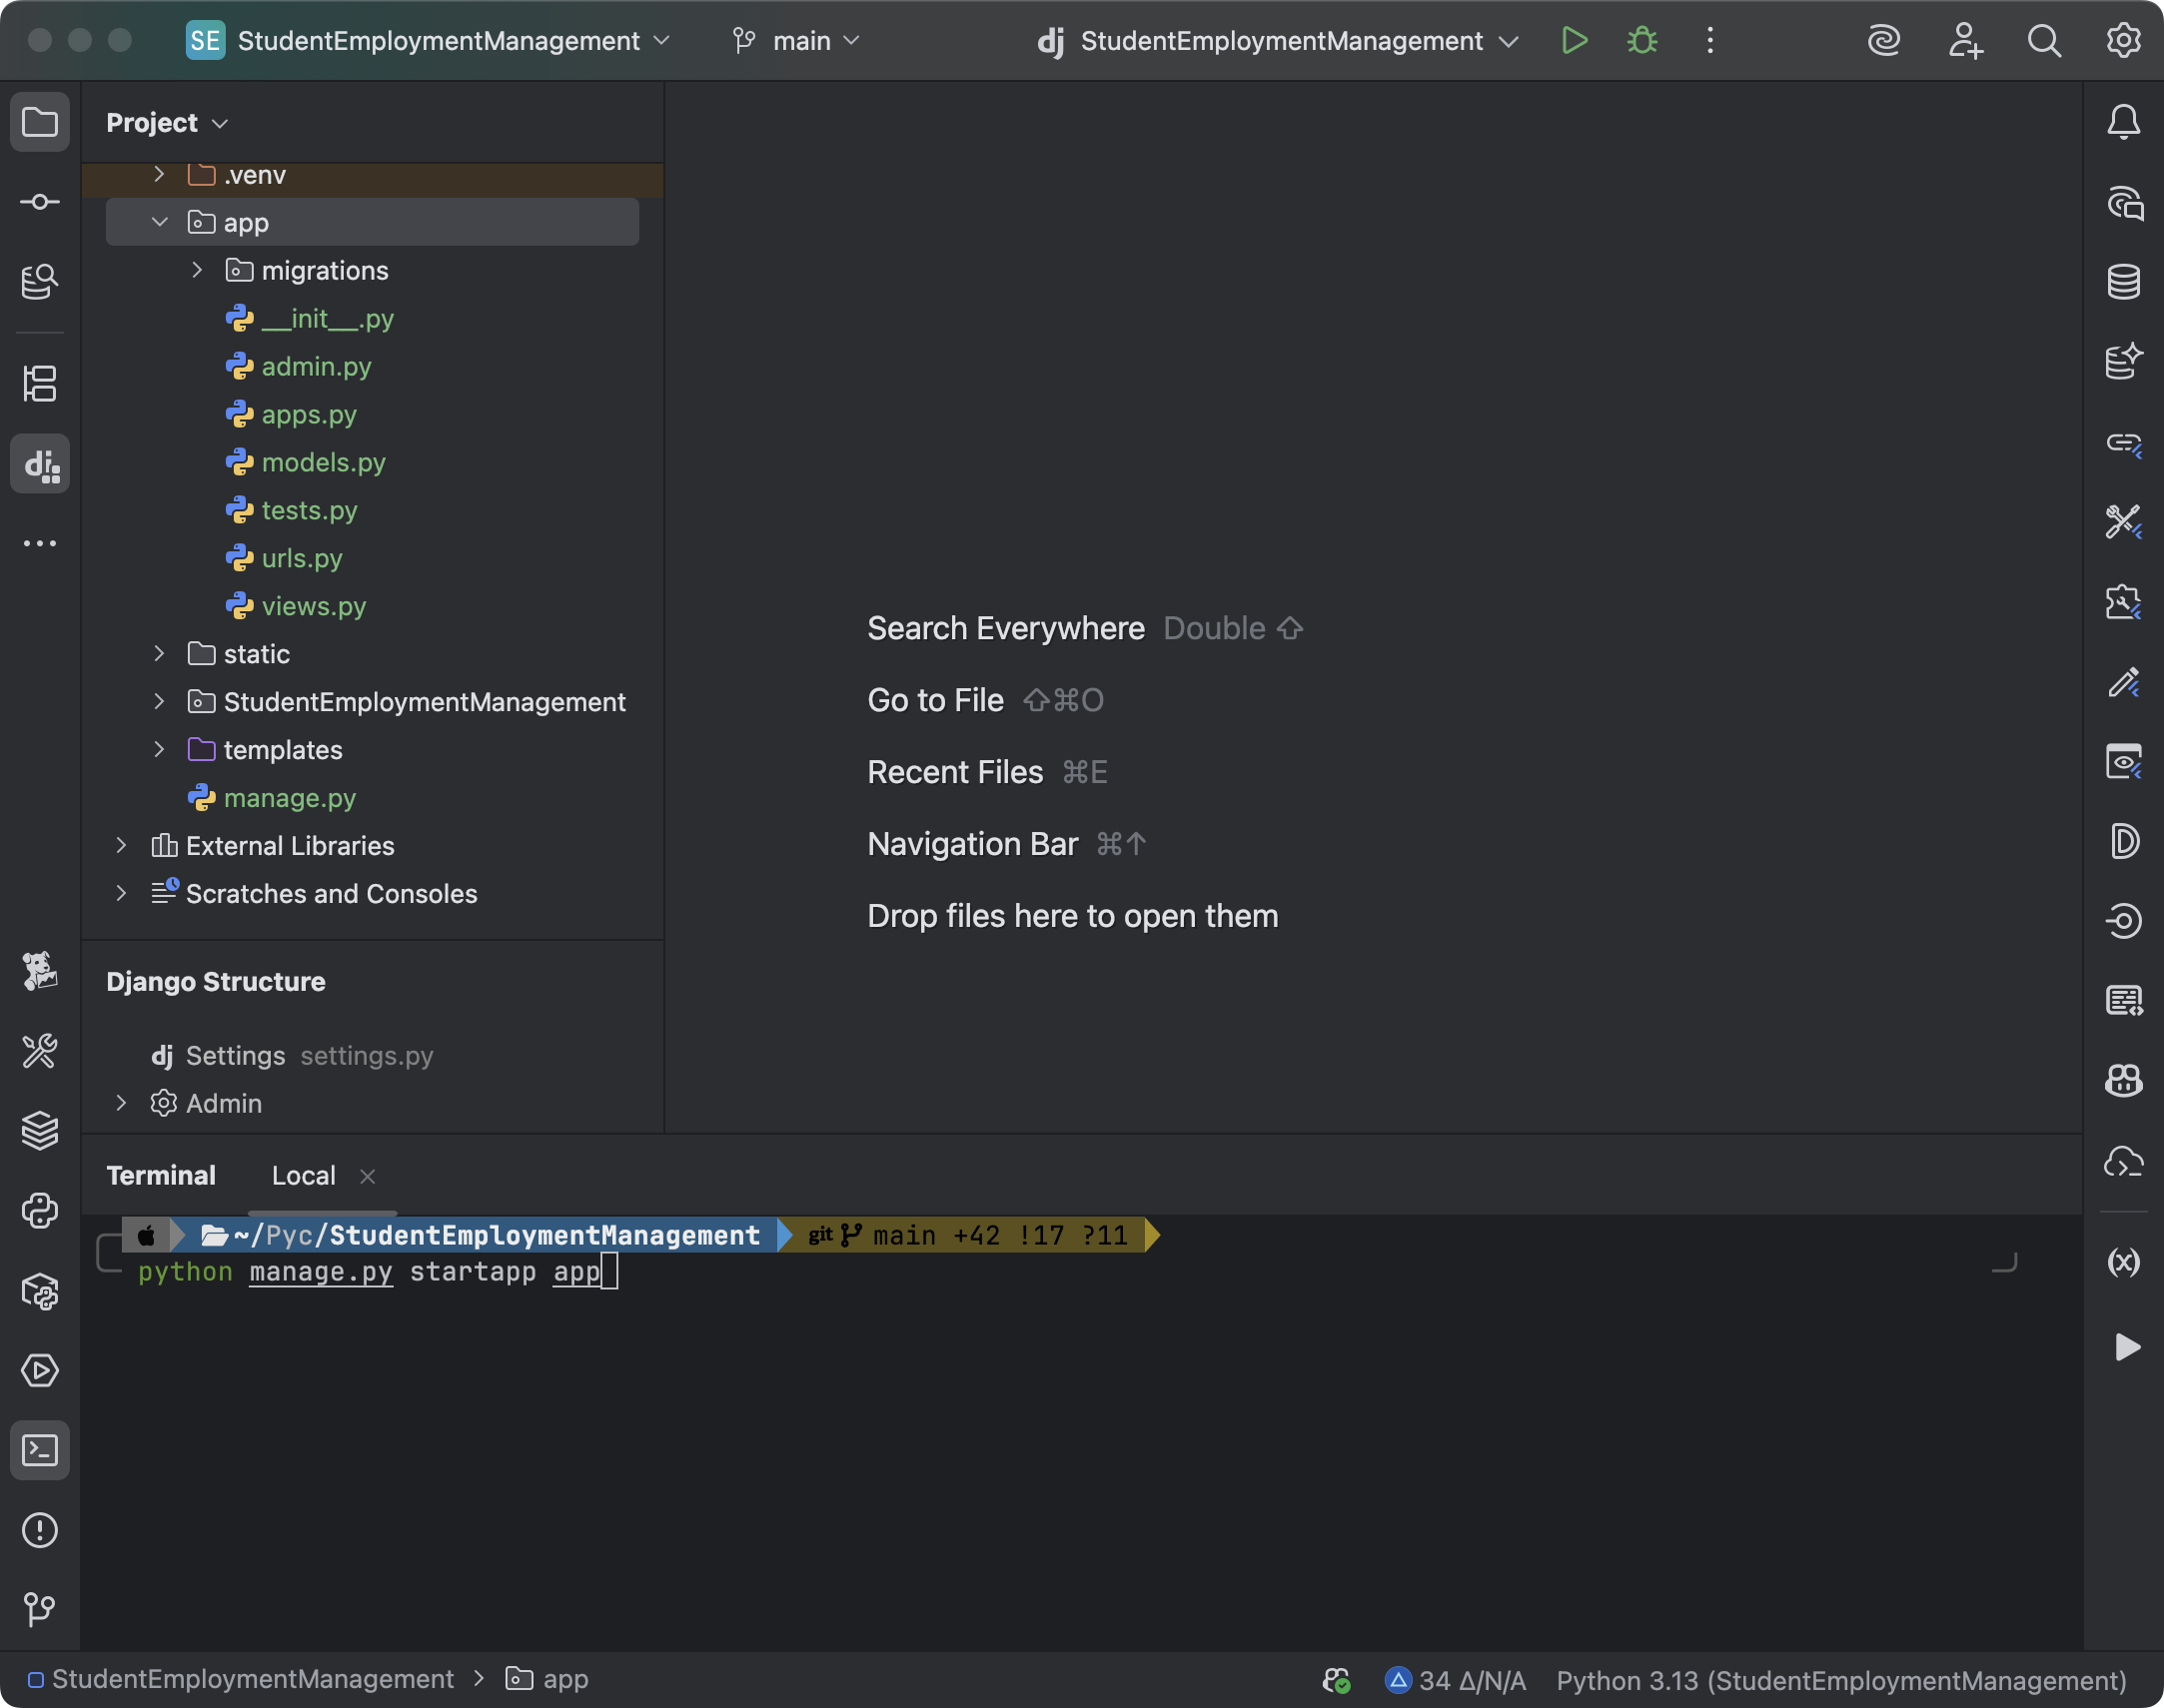 SE StudentEmploymentManagement main dj StudentEmploymentManagement
Project
.venv
app
migrations
__init__.py
admin.py
apps.py
models.py
tests.py
urls.py
views.py
static
StudentEmploymentManagement
templates
manage.py
External Libraries
Scratches and Consoles
Search Everywhere Double ⇧
Go to File ⇧⌘O
Recent Files ⌘E
Navigation Bar ⌘↑
Drop files here to open them
Django Structure
dj Settings settings.py
Admin
Terminal Local
~/Pyc/StudentEmploymentManagement git main +42 !17 ?11
python manage.py startapp app
StudentEmploymentManagement > app 34 Δ/N/A Python 3.13 (StudentEmploymentManagement)